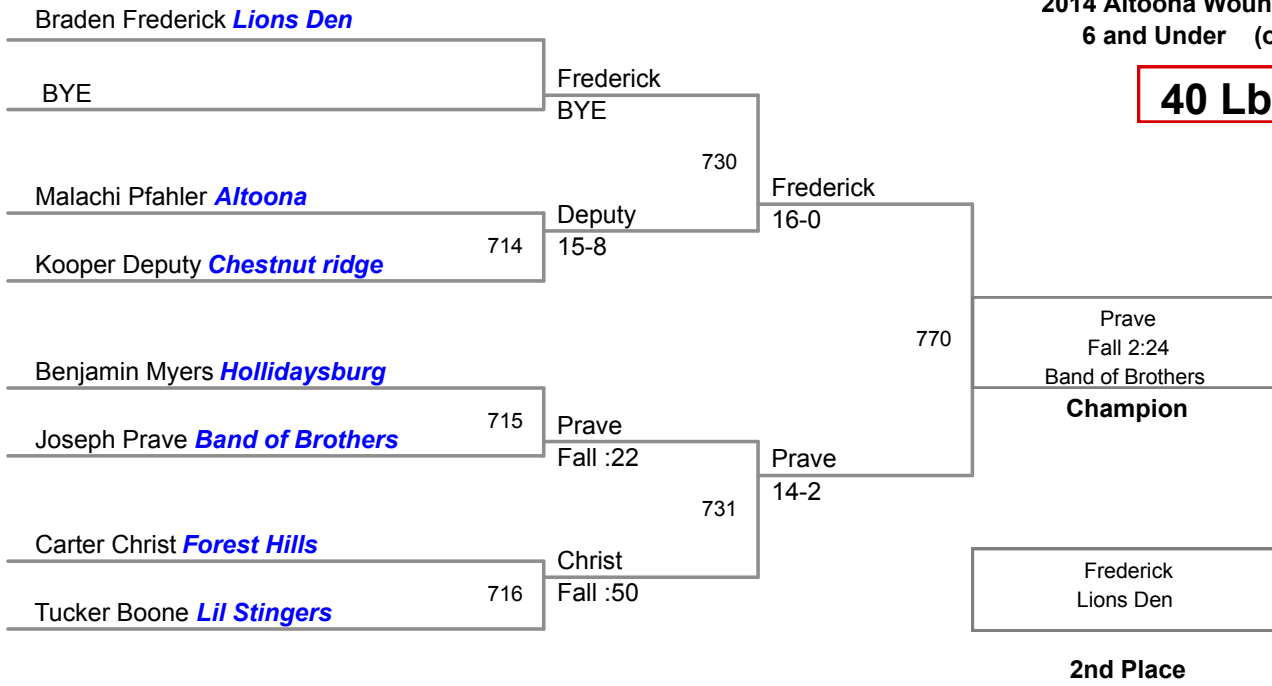 2014 Altoona
6 and Under
40 Lb
Braden Frederick Lions Den
BYE
Frederick
BYE
730
Malachi Pfahler Altoona
714
Kooper Deputy Chestnut ridge
Deputy
15-8
Frederick
16-0
770
Benjamin Myers Hollidaysburg
715
Joseph Prave Band of Brothers
Prave
Fall :22
731
Prave
14-2
Carter Christ Forest Hills
716
Tucker Boone Lil Stingers
Christ
Fall :50
Prave
Fall 2:24
Band of Brothers
Champion
Frederick
Lions Den
2nd Place